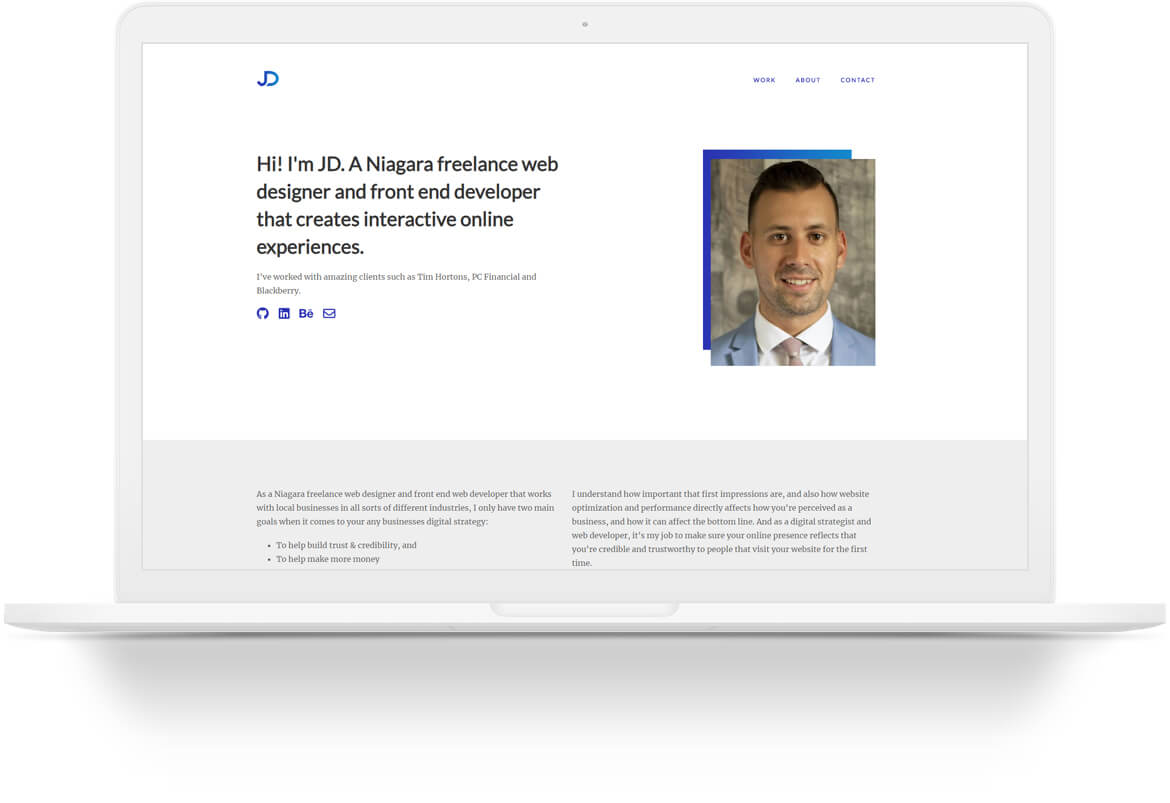 JD
WORK ABOUT CONTACT
Hi! I'm JD. A Niagara freelance web
designer and front end developer
that creates interactive online
experiences.
I've worked with amazing clients such as Tim Hortons, PC Financial and
Blackberry.
Bē
As a Niagara freelance web designer and front end web developer that works
with local businesses in all sorts of different industries, I only have two main
goals when it comes to your any businesses digital strategy:
• To help build trust & credibility, and
• To help make more money
I understand how important that first impressions are, and also how website
optimization and performance directly affects how you're perceived as a
business, and how it can affect the bottom line. And as a digital strategist and
web developer, it's my job to make sure your online presence reflects that
you're credible and trustworthy to people that visit your website for the first
time.